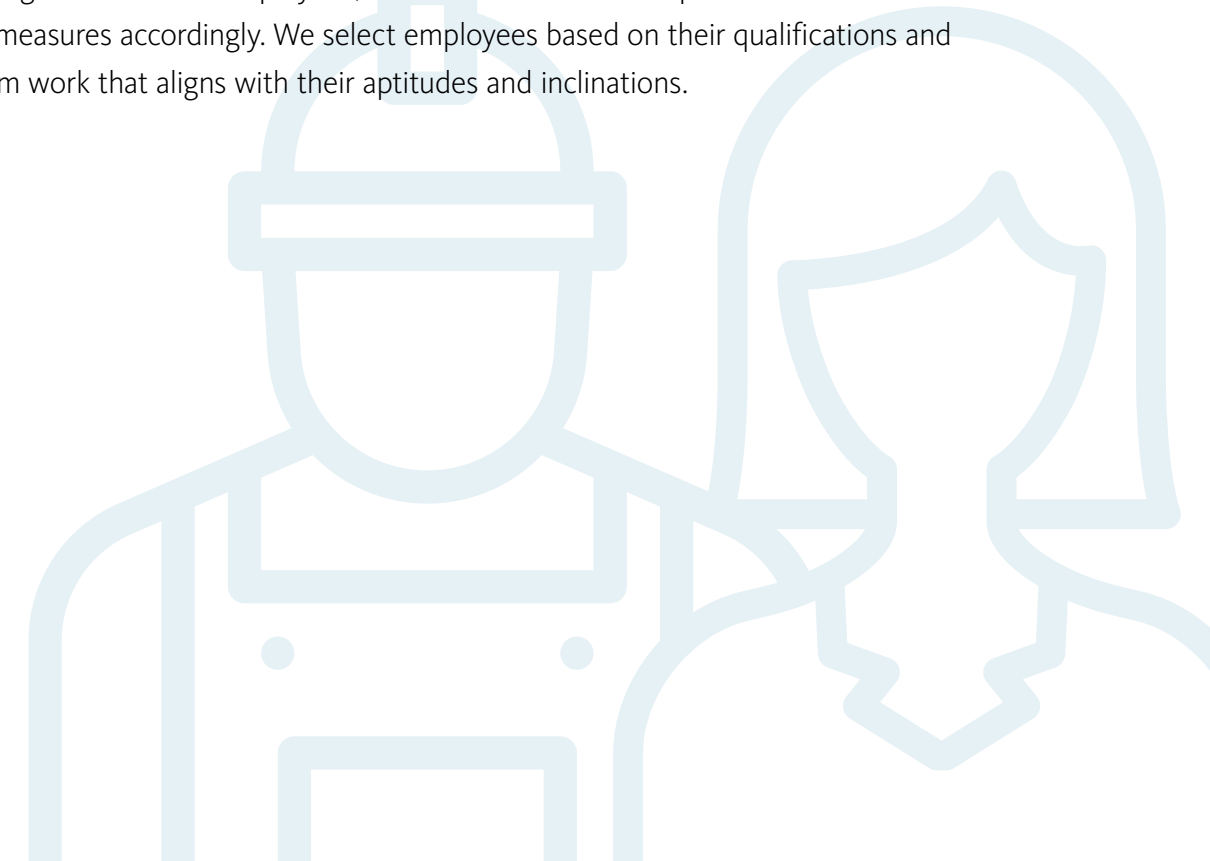 measures accordingly. We select employees based on their qualifications and
work that aligns with their aptitudes and inclinations.